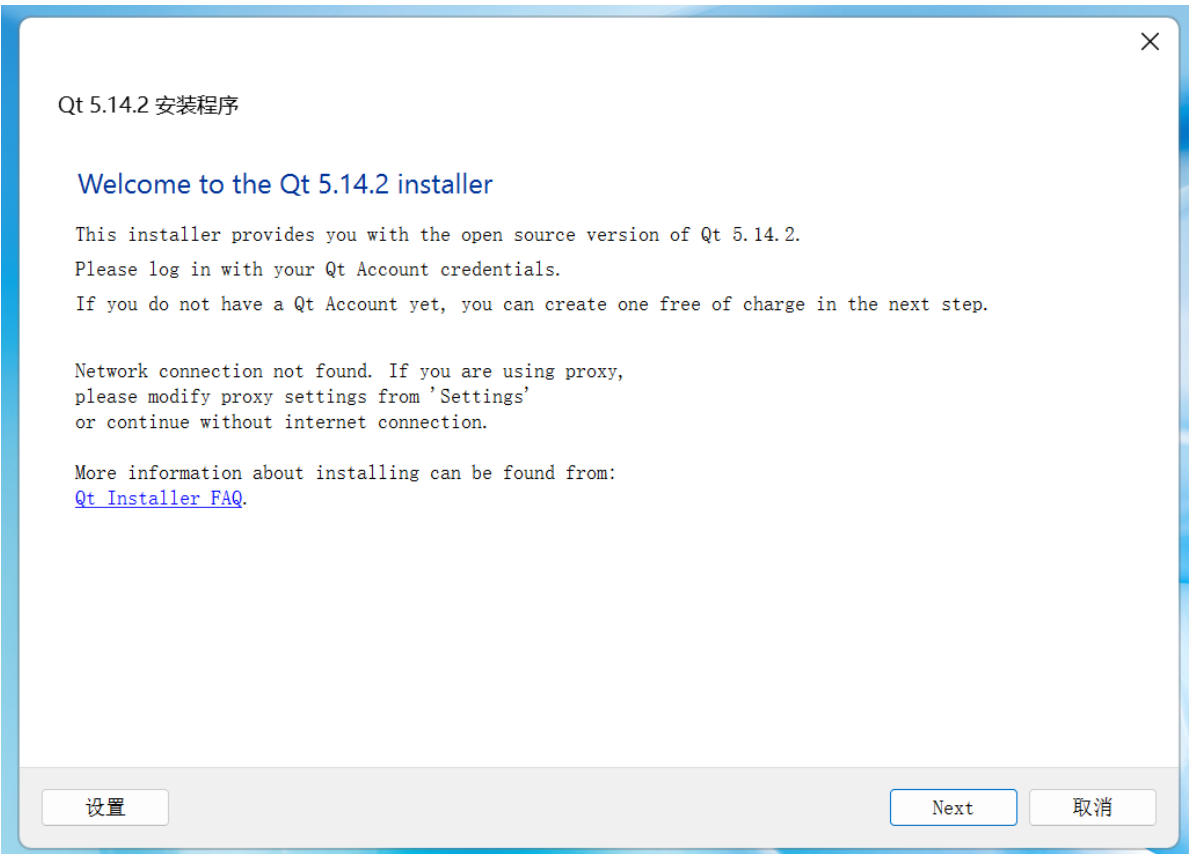 Qt 5.14.2 安装程序
Welcome to the Qt 5.14.2 installer
This installer provides you with the open source version of Qt 5.14.2.
Please log in with your Qt Account credentials.
If you do not have a Qt Account yet, you can create one free of charge in the next step.
Network connection not found. If you are using proxy,
please modify proxy settings from 'Settings'
or continue without internet connection.
More information about installing can be found from:
Qt Installer FAQ.
设置
Next
取消